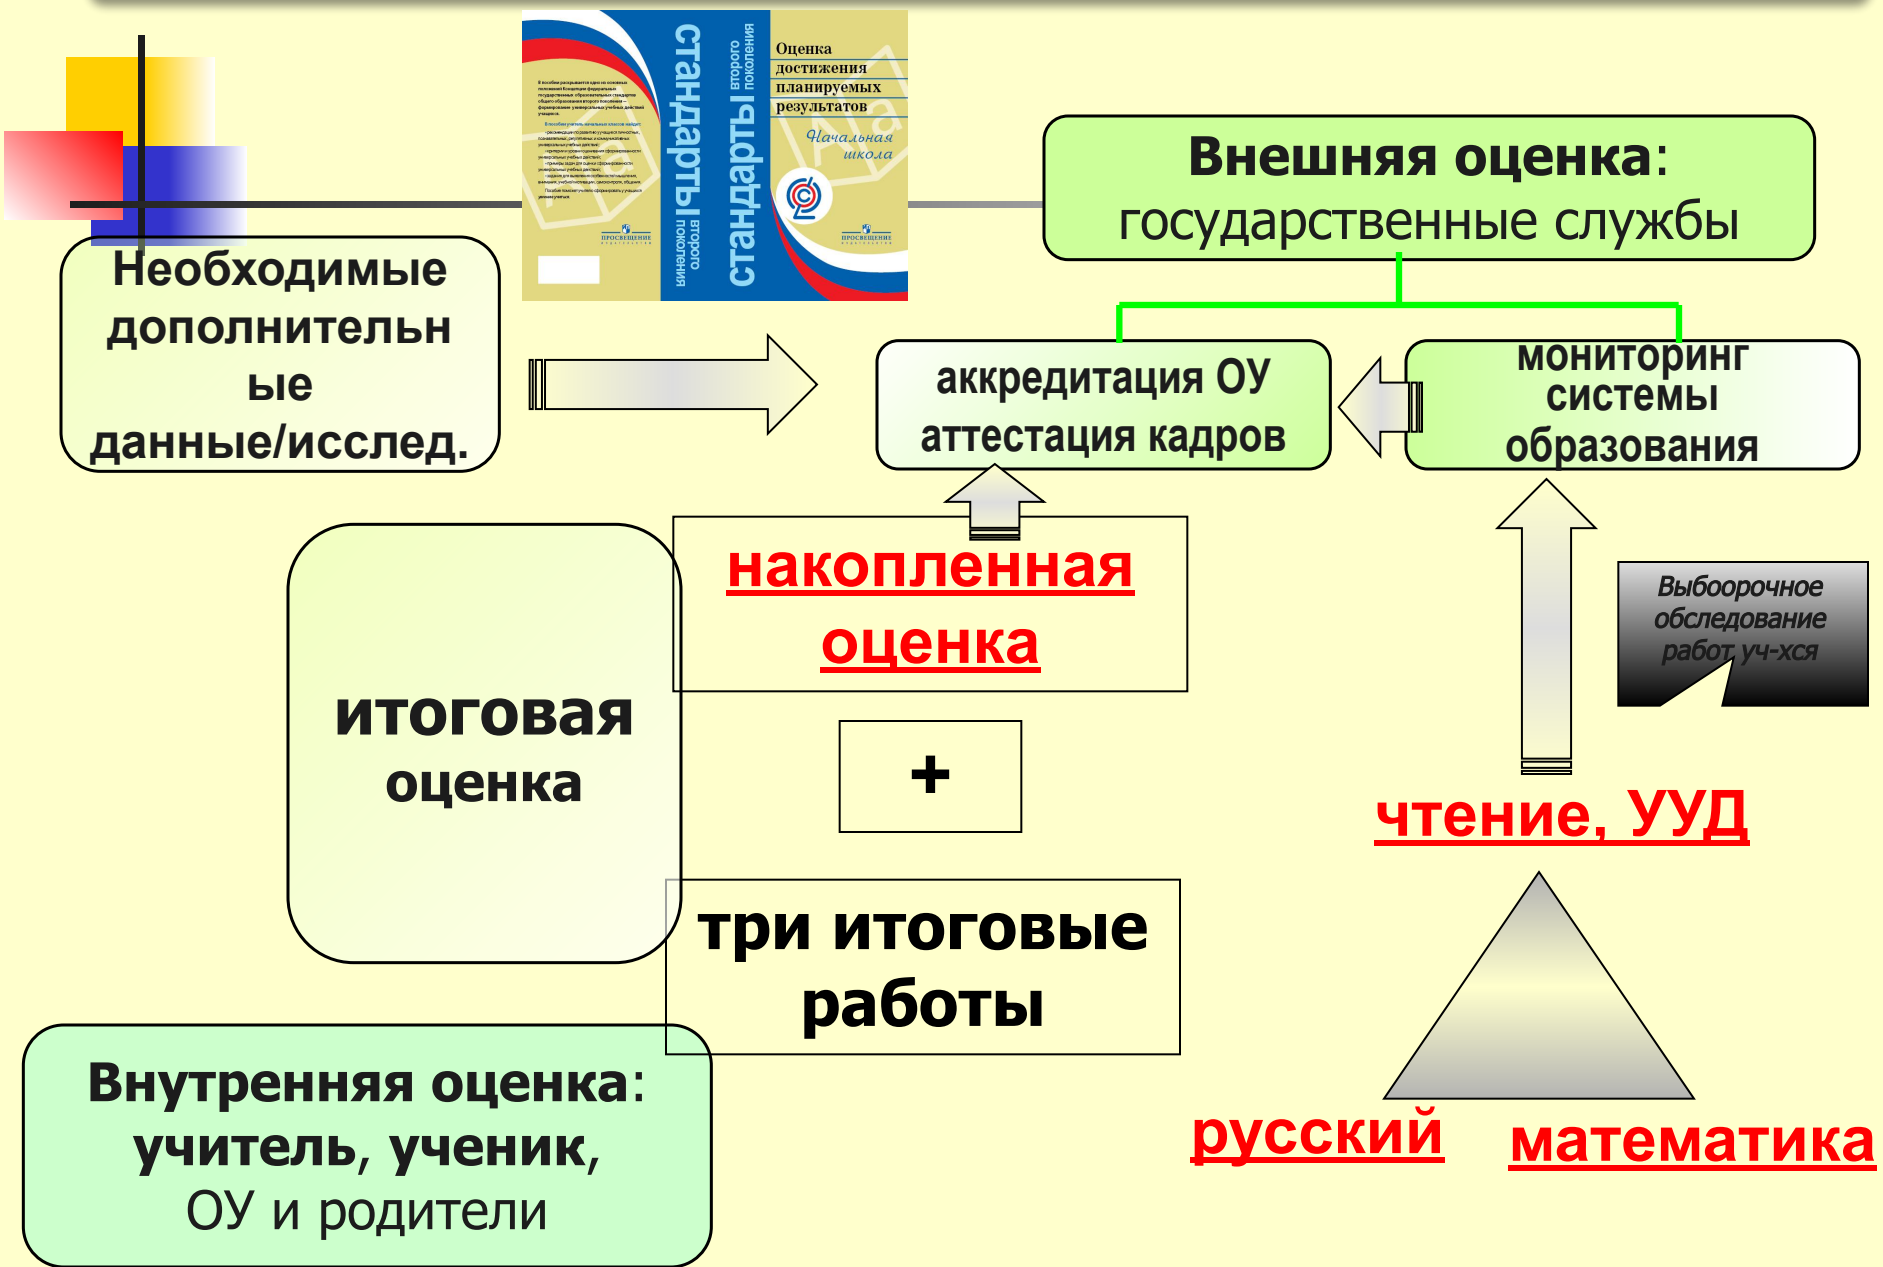 стандарты второго поколения
стандарты второго поколения
Оценка
достижения
планируемых
результатов
Начальная
школа
ПРОСВЕЩЕНИЕ
ПРОСВЕЩЕНИЕ
Внешняя оценка:
государственные службы
Необходимые
дополнительн
ые
данные/исслед.
аккредитация ОУ
аттестация кадров
мониторинг
системы
образования
накопленная
оценка
Выбоорочное
обследование
работ уч-хся
итоговая
оценка
+
чтение, УУД
три итоговые
работы
русский
математика
Внутренняя оценка:
учитель, ученик,
ОУ и родители